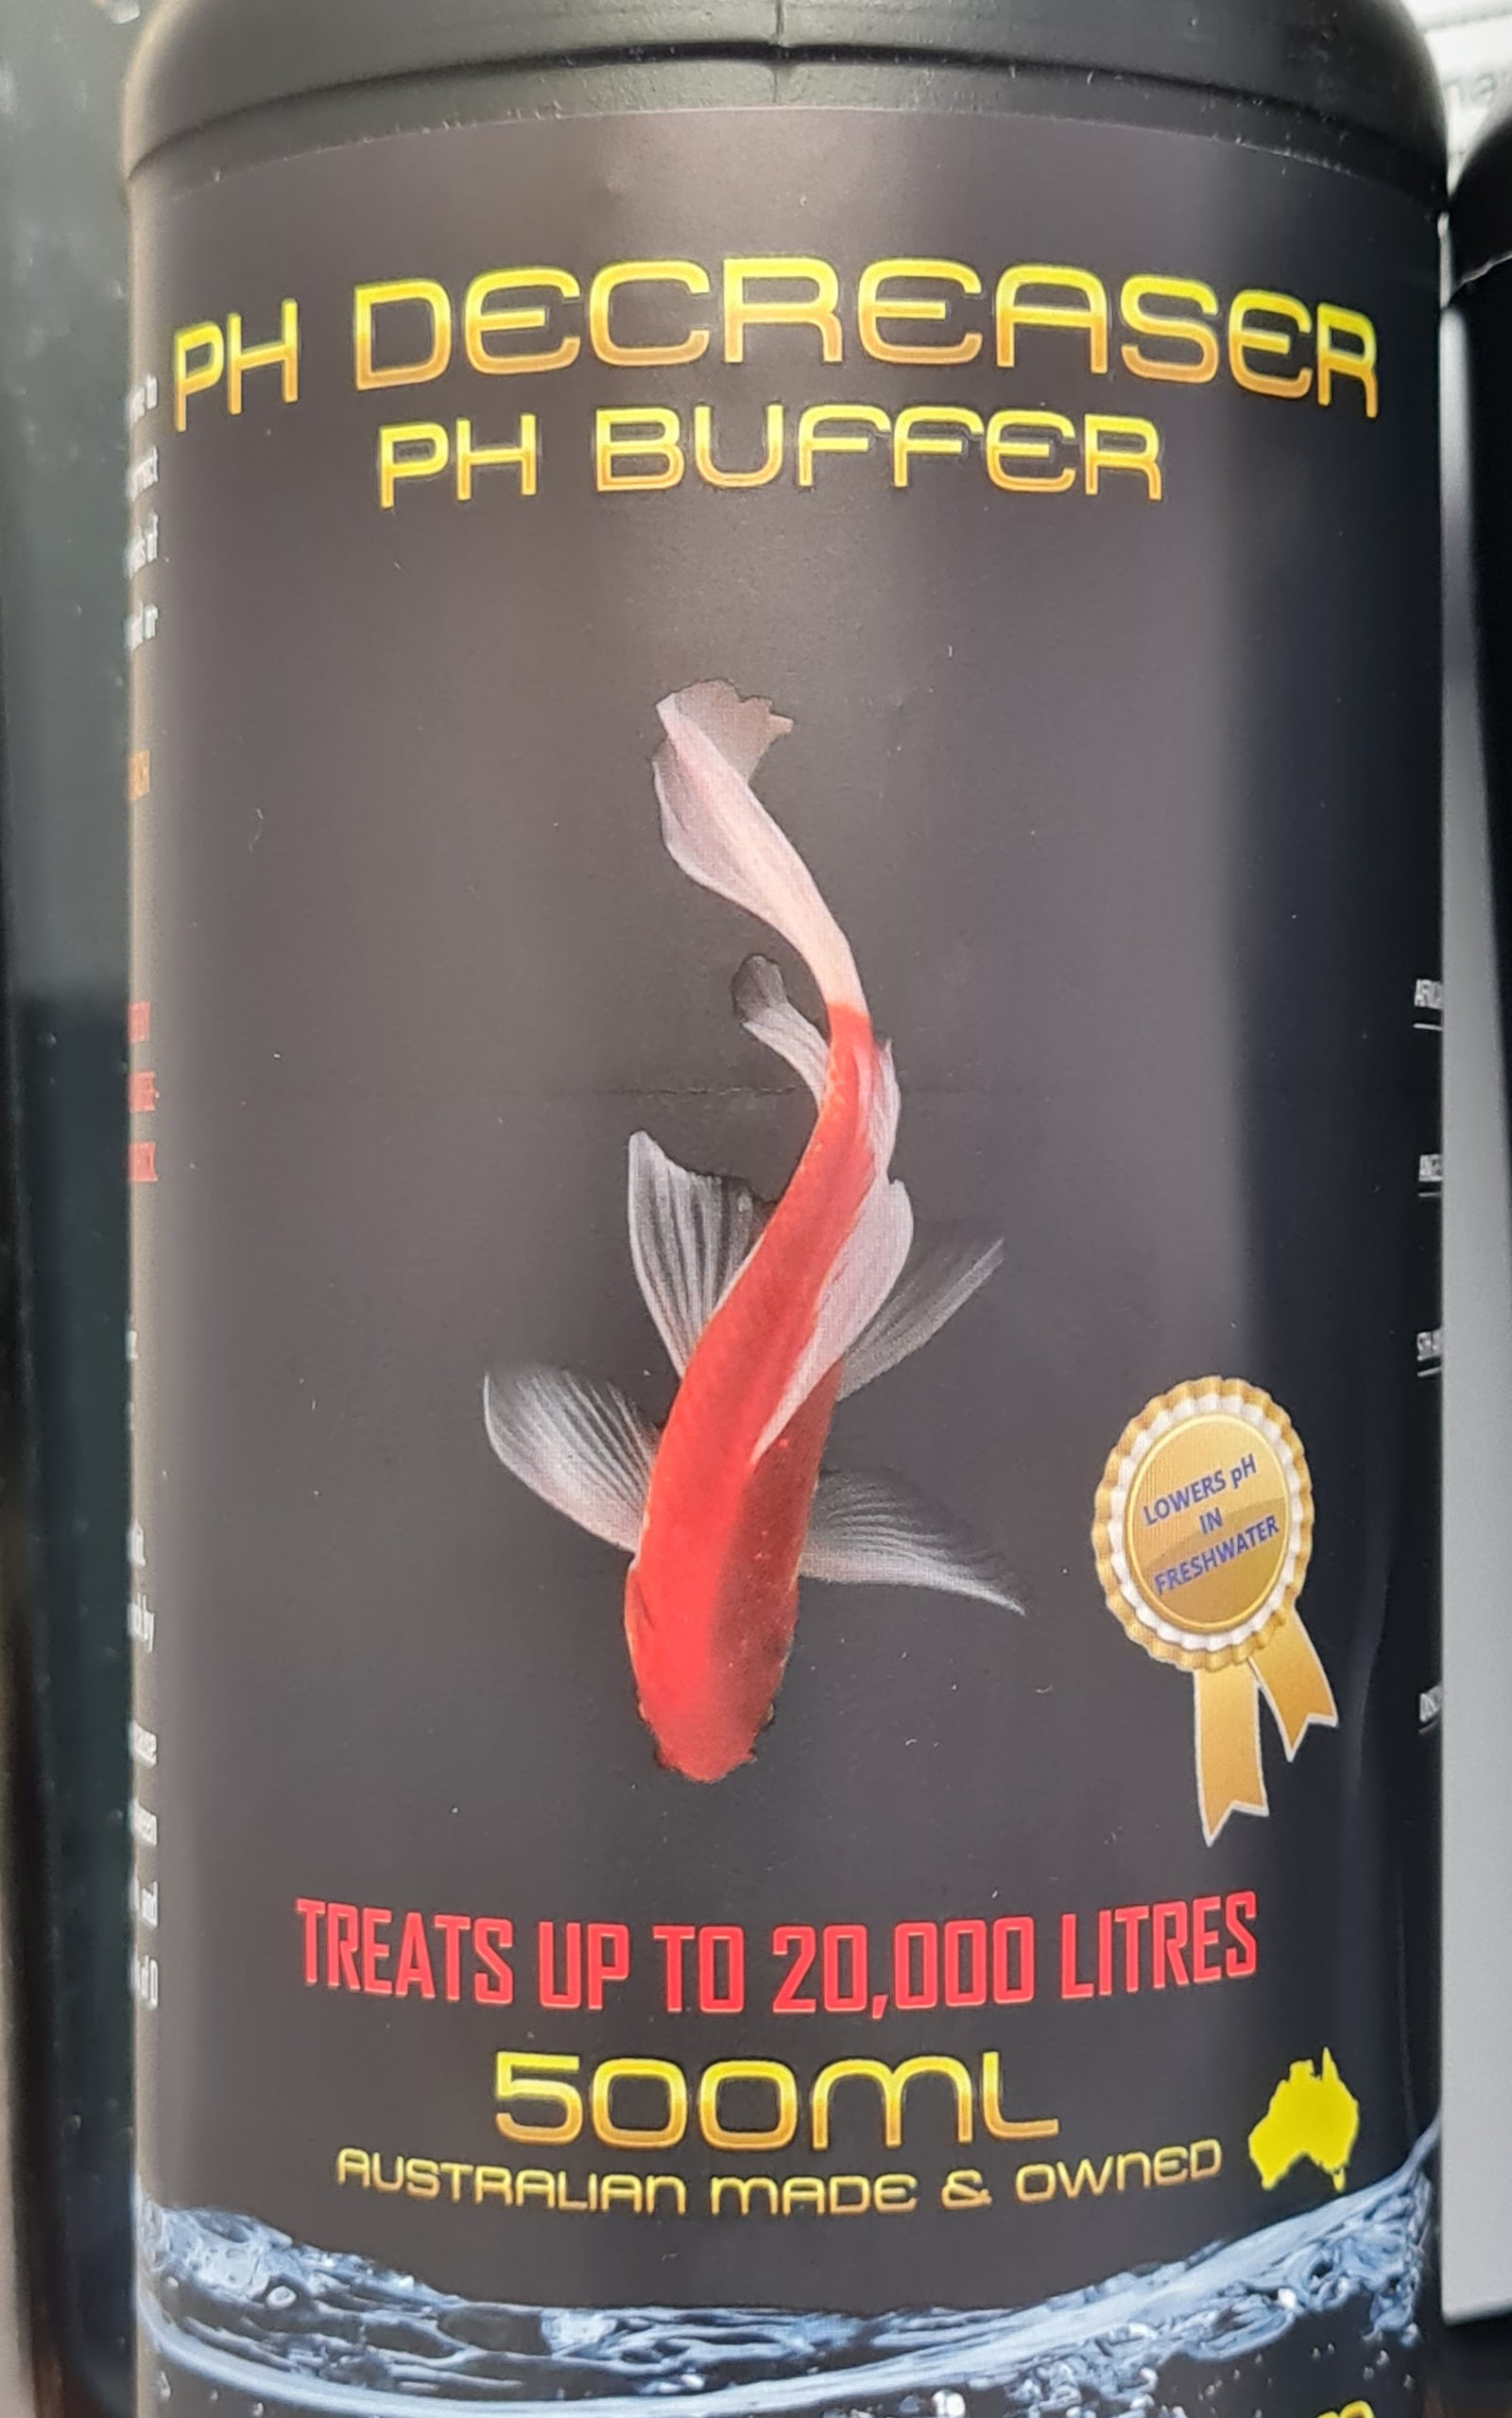 PH DECREASER
PH BUFFER
LOWERS pH
IN
FRESHWATER
TREATS UP TO 20,000 LITRES
500ML
AUSTRALIAN MADE & OWNED